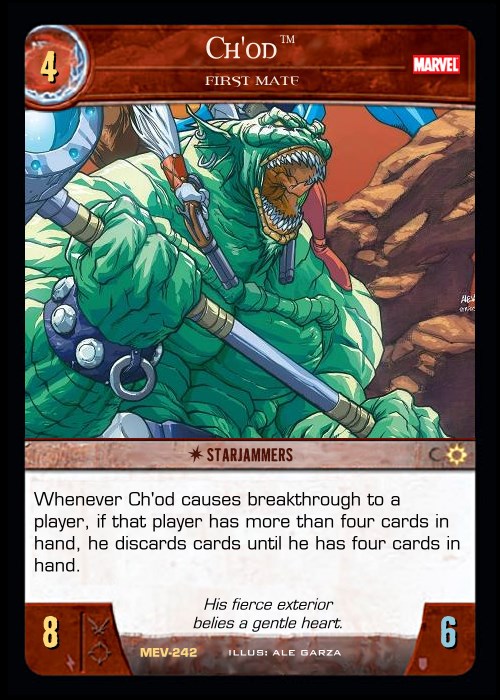 4
CH'OD™
FIRST MATE
MARVEL
STARJAMMERS
C
Whenever Ch'od causes breakthrough to a
player, if that player has more than four cards in
hand, he discards cards until he has four cards in
hand.
His fierce exterior
belies a gentle heart.
8
6
MEV-242 ILLUS: ALE GARZA